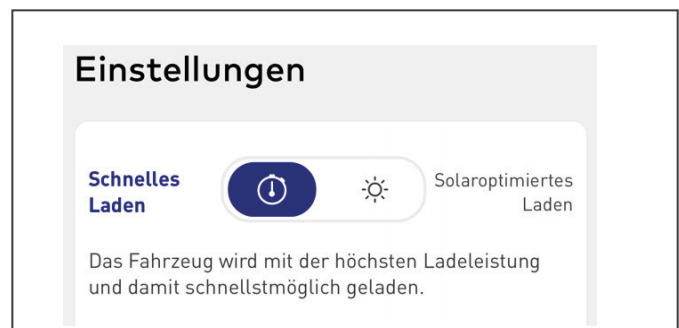 Einstellungen
Schnelles
Laden
Solaroptimiertes
Laden
Das Fahrzeug wird mit der höchsten Ladeleistung
und damit schnellstmöglich geladen.